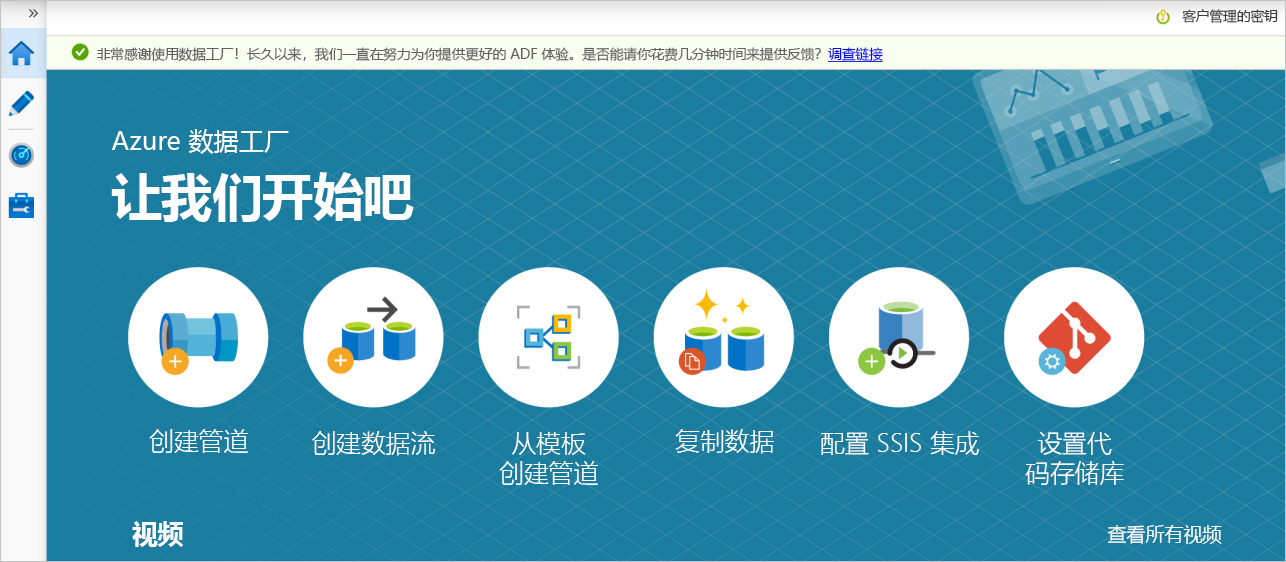 客户管理的密钥
非常感谢使用数据工厂！长久以来，我们一直在努力为你提供更好的 ADF 体验。是否能请你花费几分钟时间来提供反馈？调查链接
Azure 数据工厂
让我们开始吧
创建管道
创建数据流
从模板
创建管道
复制数据
配置 SSIS 集成
设置代
码存储库
视频
查看所有视频